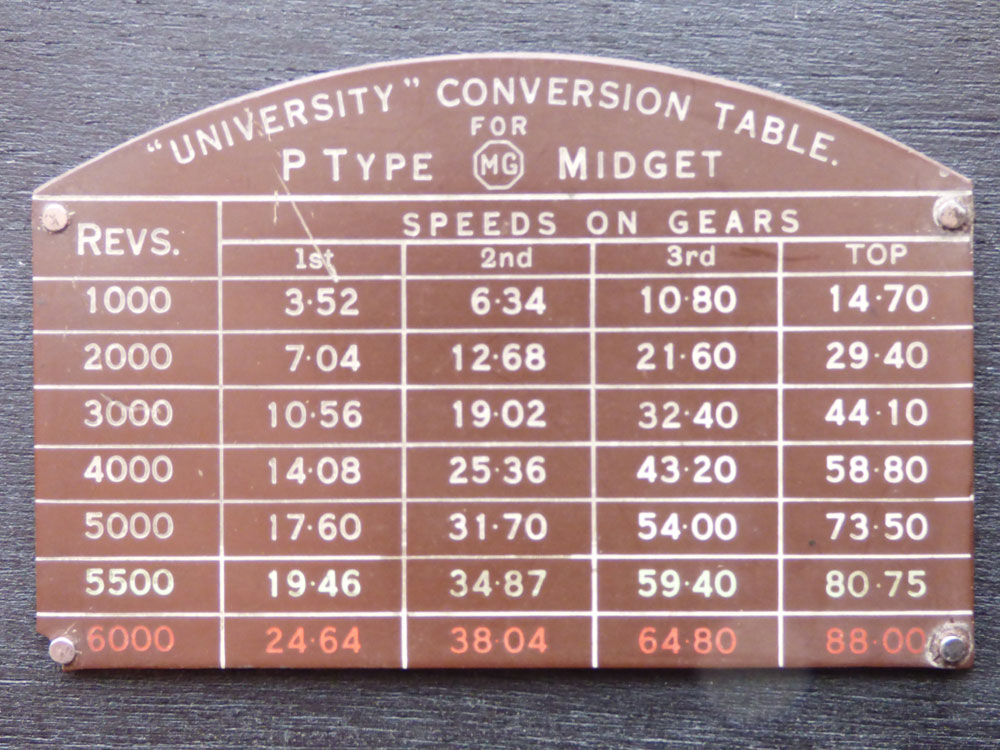 "UNIVERSITY" CONVERSION TABLE.
FOR
P TYPE MG MIDGET
REVS. SPEEDS ON GEARS
1st 2nd 3rd TOP
1000 3·52 6·34 10·80 14·70
2000 7·04 12·68 21·60 29·40
3000 10·56 19·02 32·40 44·10
4000 14·08 25·36 43·20 58·80
5000 17·60 31·70 54·00 73·50
5500 19·46 34·87 59·40 80·75
6000 24·64 38·04 64·80 88·00